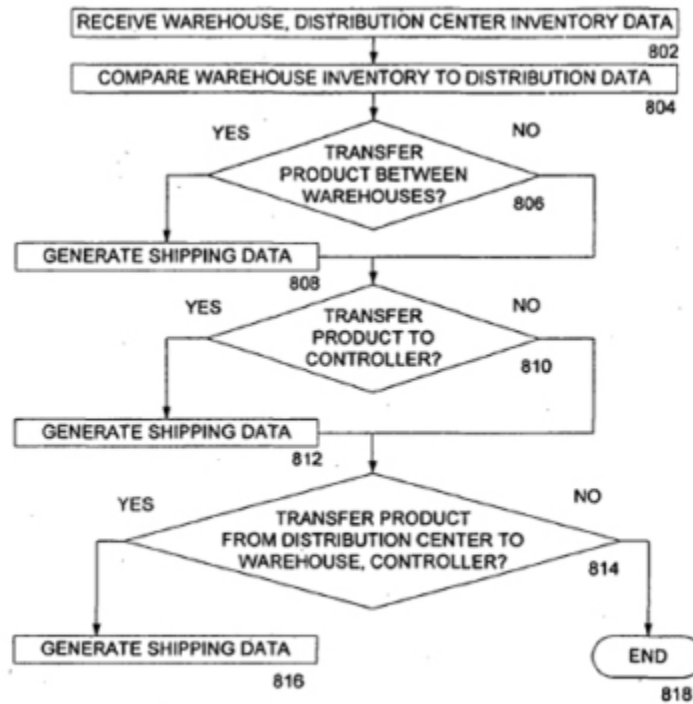 RECEIVE WAREHOUSE, DISTRIBUTION CENTER INVENTORY DATA
802
COMPARE WAREHOUSE INVENTORY TO DISTRIBUTION DATA
804
YES
NO
TRANSFER
PRODUCT BETWEEN
WAREHOUSES?
806
GENERATE SHIPPING DATA
808
YES
NO
TRANSFER
PRODUCT TO
CONTROLLER?
810
GENERATE SHIPPING DATA
812
YES
NO
TRANSFER PRODUCT
FROM DISTRIBUTION CENTER TO
WAREHOUSE, CONTROLLER?
814
GENERATE SHIPPING DATA
816
END
818